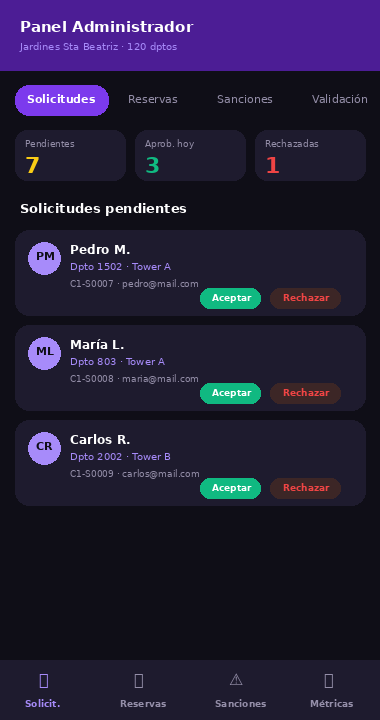 Panel Administrador
Jardines Sta Beatriz · 120 dptos
Solicitudes Reservas Sanciones Validación
Pendientes Aprob. hoy Rechazadas
7 3 1
Solicitudes pendientes
PM
Pedro M.
Dpto 1502 · Tower A
C1-S0007 · pedro@mail.com
Aceptar Rechazar
ML
María L.
Dpto 803 · Tower A
C1-S0008 · maria@mail.com
Aceptar Rechazar
CR
Carlos R.
Dpto 2002 · Tower B
C1-S0009 · carlos@mail.com
Aceptar Rechazar
Solicit. Reservas Sanciones Métricas